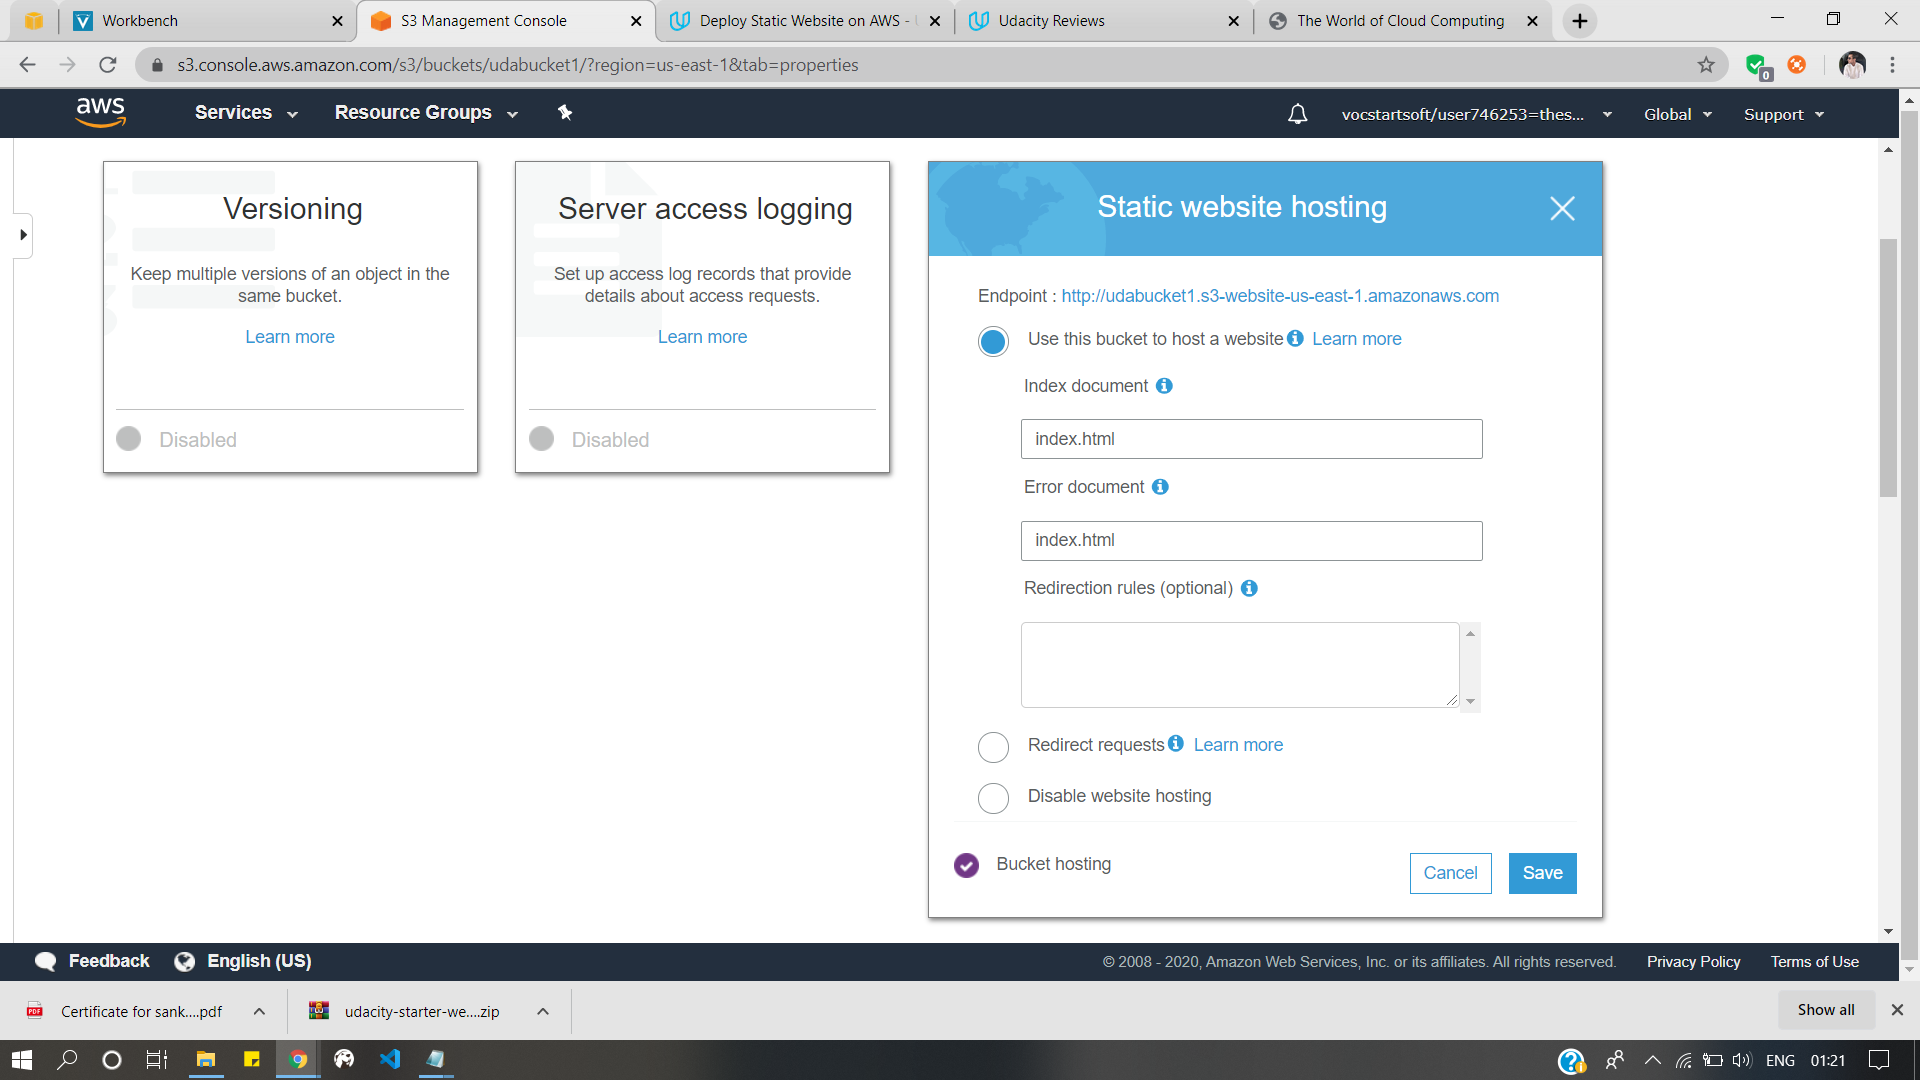 Workbench
S3 Management Console
Deploy Static Website on AWS -
Udacity Reviews
The World of Cloud Computing
s3.console.aws.amazon.com/s3/buckets/udabucket1/?region=us-east-1&tab=properties
0
aws
Services
Resource Groups
vocstartsoft/user746253=thes...
Global
Support
Versioning
Keep multiple versions of an object in the
same bucket.
Learn more
Disabled
Server access logging
Set up access log records that provide
details about access requests.
Learn more
Disabled
Static website hosting
Endpoint : http://udabucket1.s3-website-us-east-1.amazonaws.com
Use this bucket to host a website Learn more
Index document
index.html
Error document
index.html
Redirection rules (optional)
Redirect requests Learn more
Disable website hosting
Bucket hosting
Cancel
Save
Feedback
English (US)
© 2008 - 2020, Amazon Web Services, Inc. or its affiliates. All rights reserved.
Privacy Policy
Terms of Use
PDF
Certificate for sank....pdf
udacity-starter-we....zip
Show all
ENG
01:21